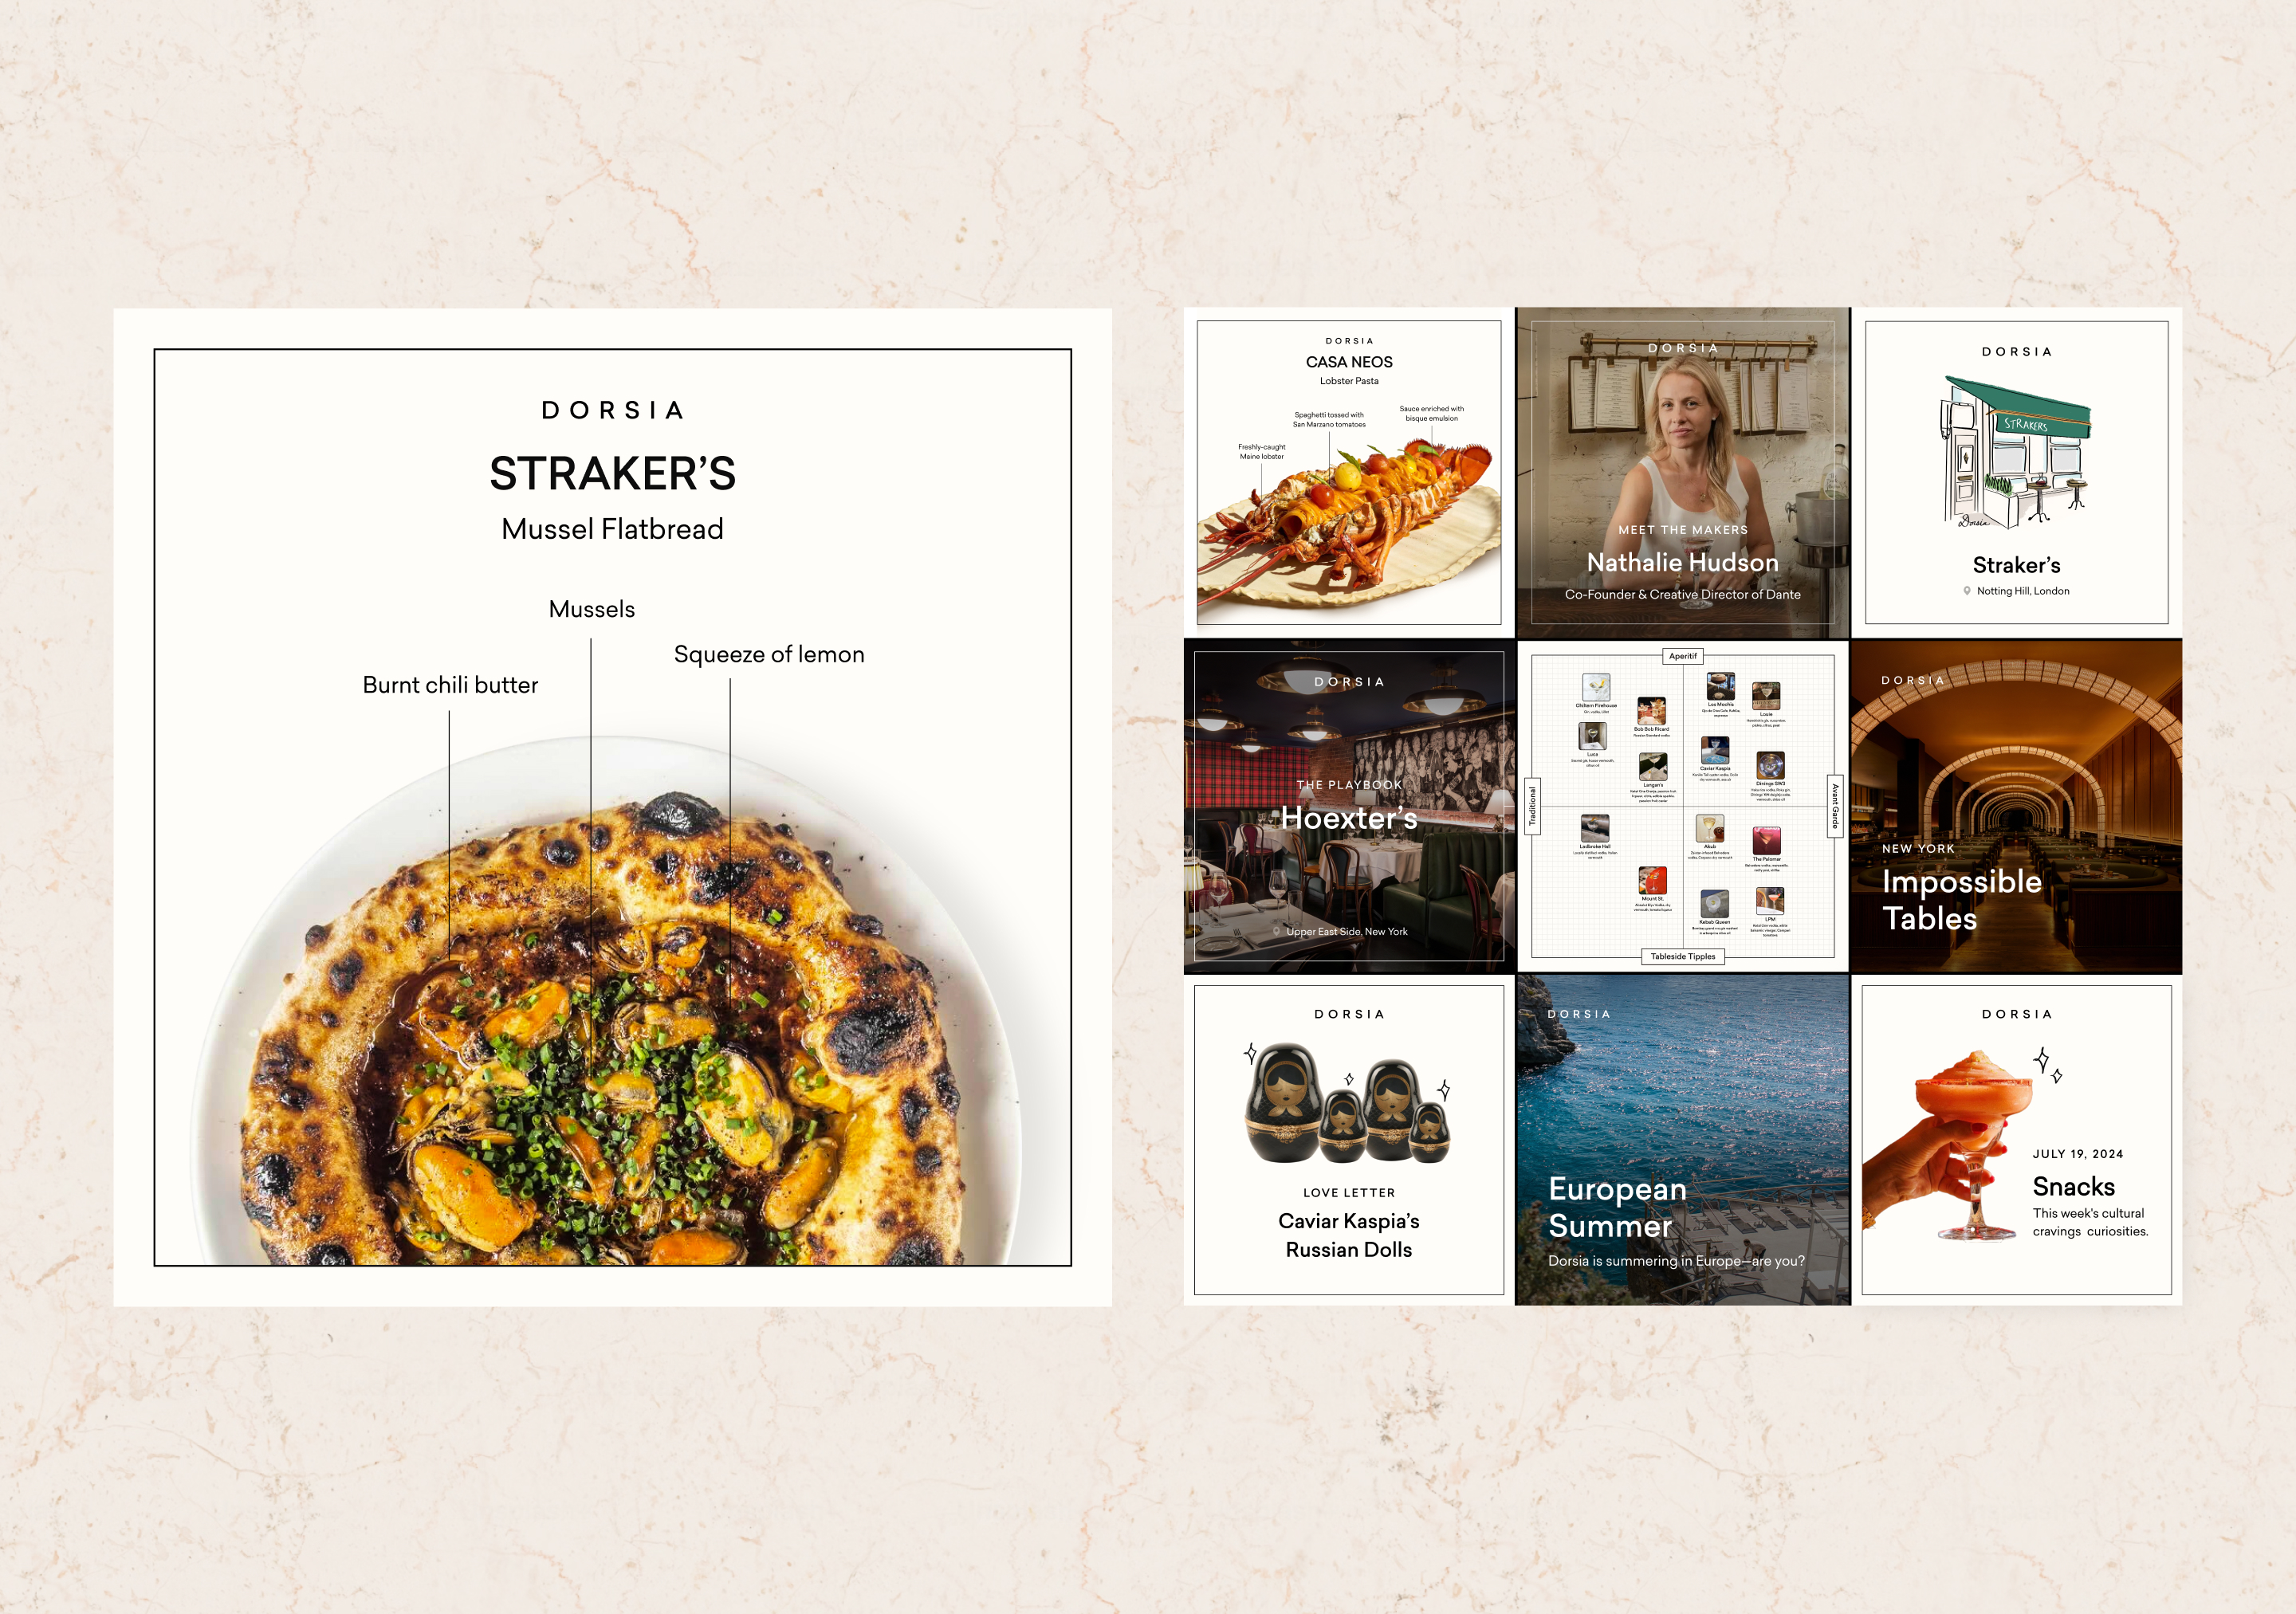 DORSIA
STRAKER'S
Mussel Flatbread
Mussels
Squeeze of lemon
Burnt chili butter
DORSIA
CASA NEOS
Lobster Pasta
Sauce enriched with
bisque emulsion
Spaghetti tossed with
San Marzano tomatoes
Freshly-caught
Maine lobster
DORSIA
MEET THE MAKERS
Nathalie Hudson
Co-Founder & Creative Director of Dante
DORSIA
STRAKERS
Dorsia
Straker's
Notting Hill, London
DORSIA
THE PLAYBOOK
Hoexter's
Upper East Side, New York
Aperitif
Traditional
Avant Garde
Chiltern Firehouse
Los Mochis
Louie
Bob Bob Ricard
Luca
Caviar Kaspia
Langan's
Dinings SW3
Ladbroke Hall
Akub
The Palomar
Mount St.
Kebab Queen
LPM
Tableside Tipples
DORSIA
NEW YORK
Impossible
Tables
DORSIA
LOVE LETTER
Caviar Kaspia's
Russian Dolls
DORSIA
European
Summer
Dorsia is summering in Europe—are you?
DORSIA
JULY 19, 2024
Snacks
This week's cultural
cravings curiosities.